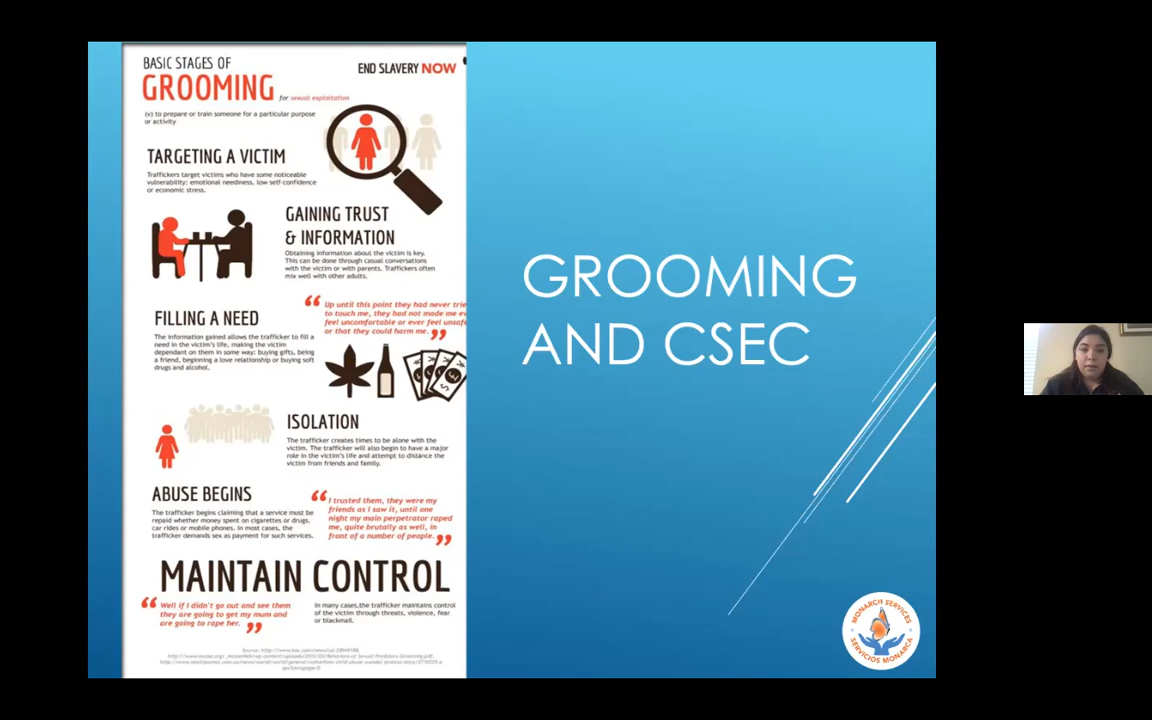 BASIC STAGES OF
GROOMING for sexual exploitation
END SLAVERY NOW
(v) to prepare or train someone for a particular purpose
or activity
TARGETING A VICTIM
Traffickers target victims who have some noticeable
vulnerability: emotional neediness, low self-confidence
or economic stress.
GAINING TRUST
& INFORMATION
Obtaining information about the victim is key.
This can be done through casual conversations
with the victim or with parents. Traffickers often
mix well with other adults.
FILLING A NEED
The information gained allows the trafficker to fill a
need in the victim's life, making the victim
dependant on them in some way: buying gifts, being
a friend, beginning a love relationship or buying soft
drugs and alcohol.
“ Up until this point they had never trie
to touch me, they had not made me ev
feel uncomfortable or ever feel unsafe
or that they could harm me. ”
ISOLATION
The trafficker creates times to be alone with the
victim. The trafficker will also begin to have a major
role in the victim's life and attempt to distance the
victim from friends and family.
ABUSE BEGINS
The trafficker begins claiming that a service must be
repaid whether money spent on cigarettes or drugs,
car rides or mobile phones. In most cases, the
trafficker demands sex as payment for such services.
“ I trusted them, they were my
friends as I saw it, until one
night my main perpetrator raped
me, quite brutally as well, in
front of a number of people. ”
MAINTAIN CONTROL
“ Well if I didn't go out and see them
they are going to get my mum and
are going to rape her. ”
In many cases,the trafficker maintains control
of the victim through threats, violence, fear
or blackmail.
GROOMING
AND CSEC
MONARCH SERVICES
SERVICIOS MONARCA